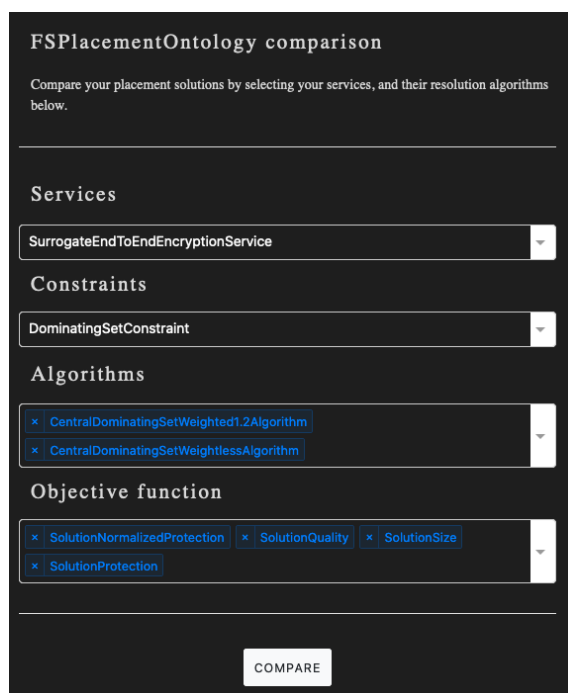 FSPlacementOntology comparison
Compare your placement solutions by selecting your services, and their resolution algorithms
below.
Services
SurrogateEndToEndEncryptionService
Constraints
DominatingSetConstraint
Algorithms
× CentralDominatingSetWeighted1.2Algorithm
× CentralDominatingSetWeightlessAlgorithm
Objective function
× SolutionNormalizedProtection × SolutionQuality × SolutionSize
× SolutionProtection
COMPARE